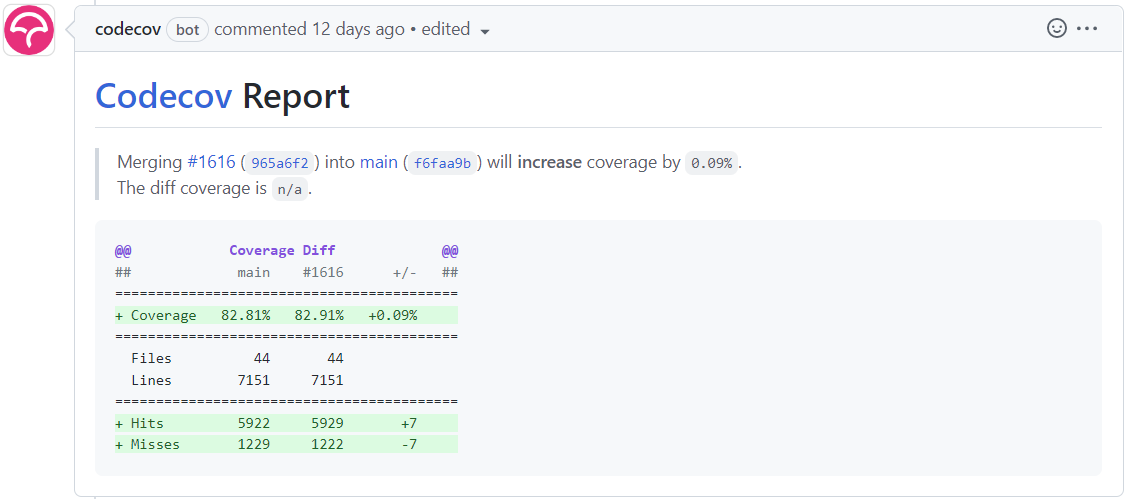 codecov bot commented 12 days ago • edited
Codecov Report
Merging #1616 (965a6f2) into main (f6faa9b) will increase coverage by 0.09%.
The diff coverage is n/a.
@@            Coverage Diff             @@
##             main    #1616      +/-   ##
==========================================
+ Coverage   82.81%   82.91%   +0.09%
==========================================
  Files          44       44
  Lines        7151     7151
==========================================
+ Hits         5922     5929       +7
+ Misses       1229     1222       -7